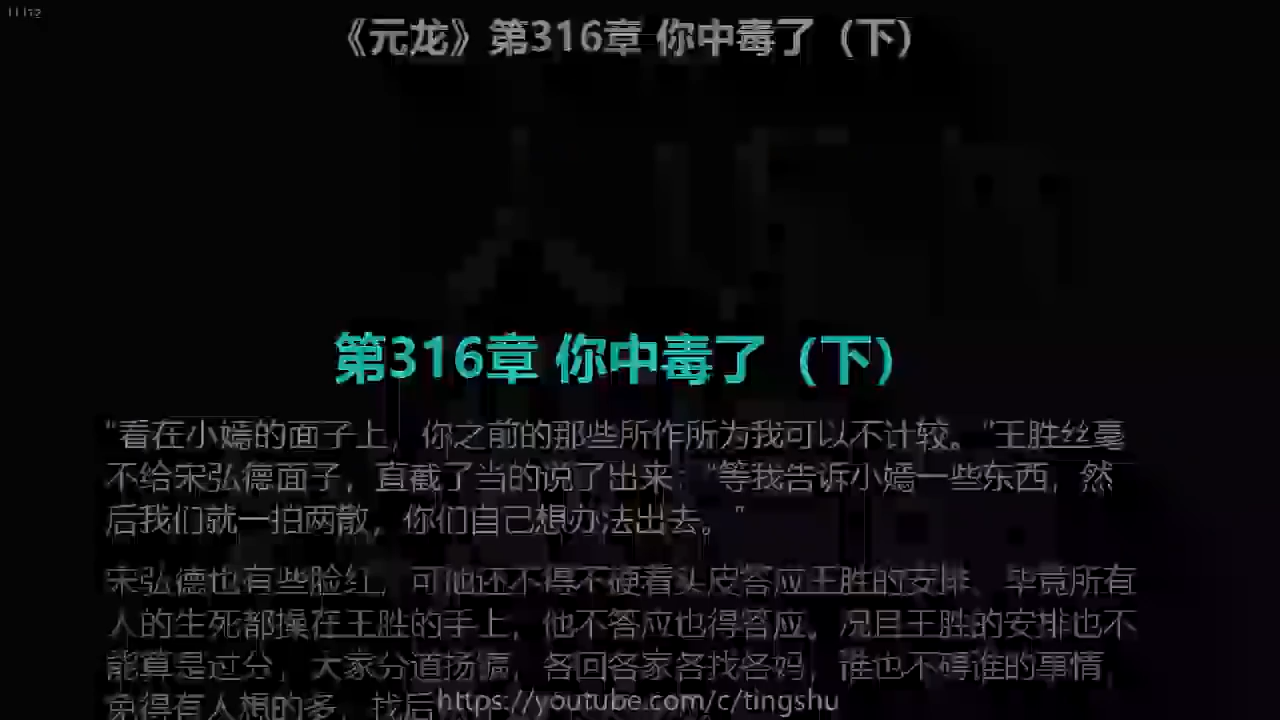 《元龙》第316章 你中毒了（下）
第316章 你中毒了（下）
“看在小嫣的面子上，你之前的那些所作所为我可以不计较。”王胜丝毫
不给宋弘德面子，直截了当的说了出来：“等我告诉小嫣一些东西，然
后我们就一拍两散，你们自己想办法出去。”
宋弘德也有些脸红，可他还不得不硬着头皮答应王胜的安排，毕竟所有
人的生死都操在王胜的手上，他不答应也得答应。况且王胜的安排也不
能算是过分，大家分道扬镳，各回各家各找各妈，谁也不碍谁的事情，
免得有人想的多，找后
https://youtube.com/c/tingshu